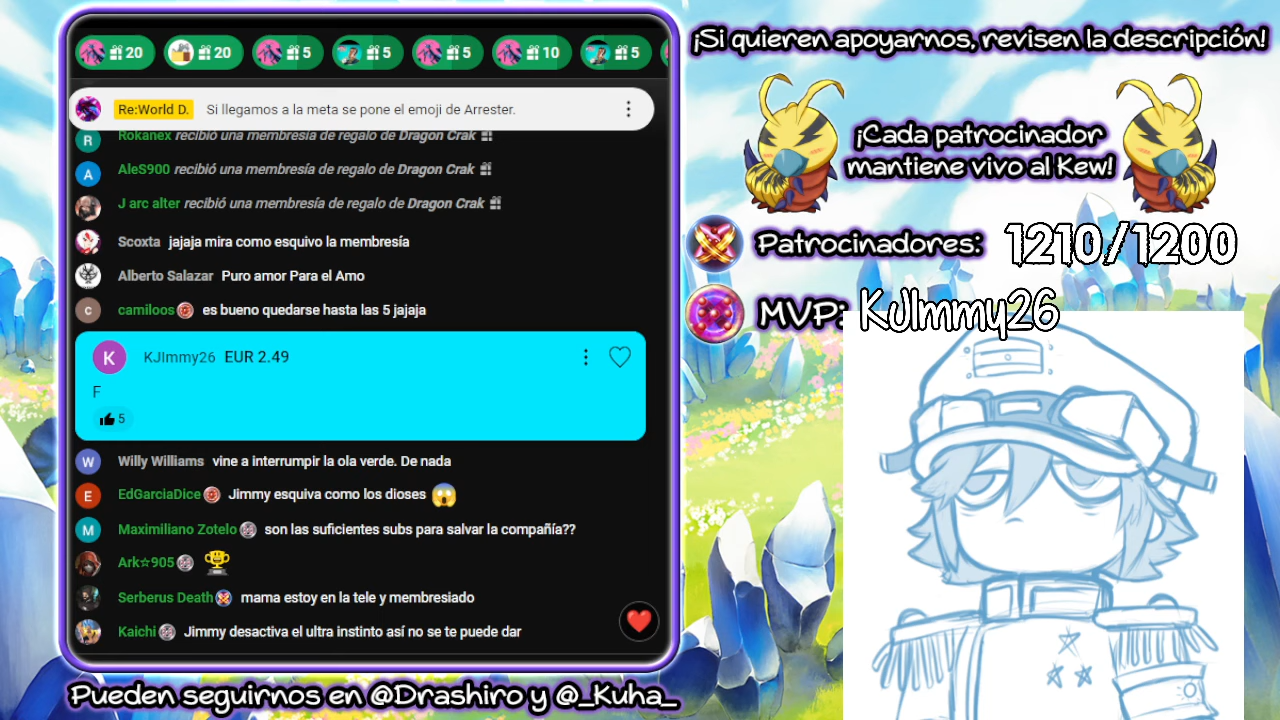 20 20 5 5 5 10 5
Re:World D. Si llegamos a la meta se pone el emoji de Arrester.
R Rokanex recibió una membresía de regalo de Dragon Crak
A AleS900 recibió una membresía de regalo de Dragon Crak
J arc alter recibió una membresía de regalo de Dragon Crak
Scoxta jajaja mira como esquivo la membresía
Alberto Salazar Puro amor Para el Amo
c camiloos es bueno quedarse hasta las 5 jajaja
K KJImmy26 EUR 2.49
F
5
W Willy Williams vine a interrumpir la ola verde. De nada
E EdGarciaDice Jimmy esquiva como los dioses 😱
M Maximiliano Zotelo son las suficientes subs para salvar la compañía??
Ark☆905 🏆
Serberus Death mama estoy en la tele y membresiado
Kaichi Jimmy desactiva el ultra instinto así no se te puede dar
Pueden seguirnos en @Drashiro y @_Kuha_
¡Si quieren apoyarnos, revisen la descripción!
¡Cada patrocinador
mantiene vivo al Kew!
Patrocinadores: 1210/1200
MVP: KJImmy26